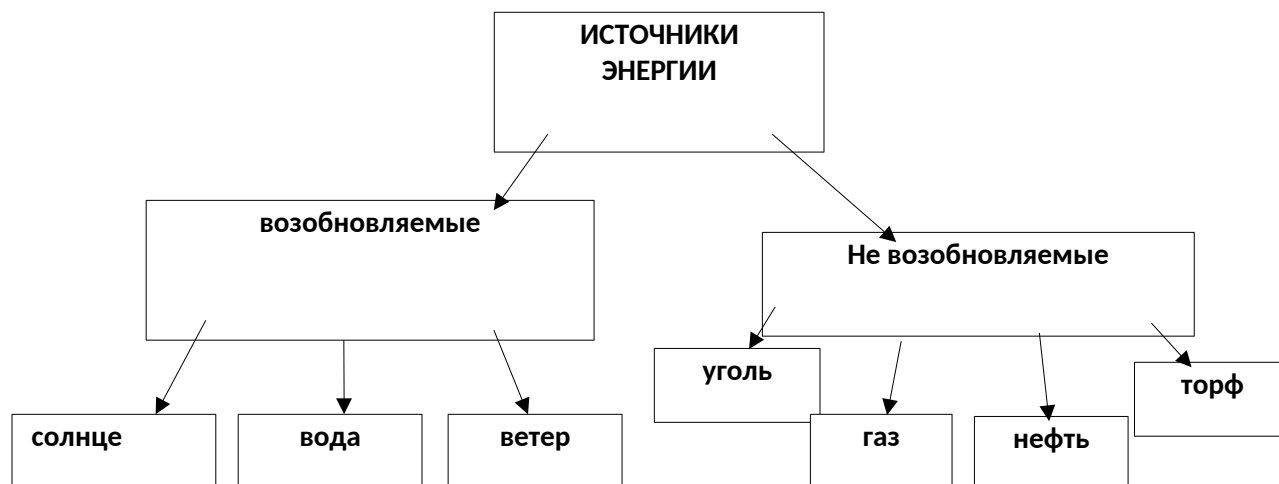 ИСТОЧНИКИ
ЭНЕРГИИ
возобновляемые
Не возобновляемые
уголь
торф
солнце
вода
ветер
газ
нефть